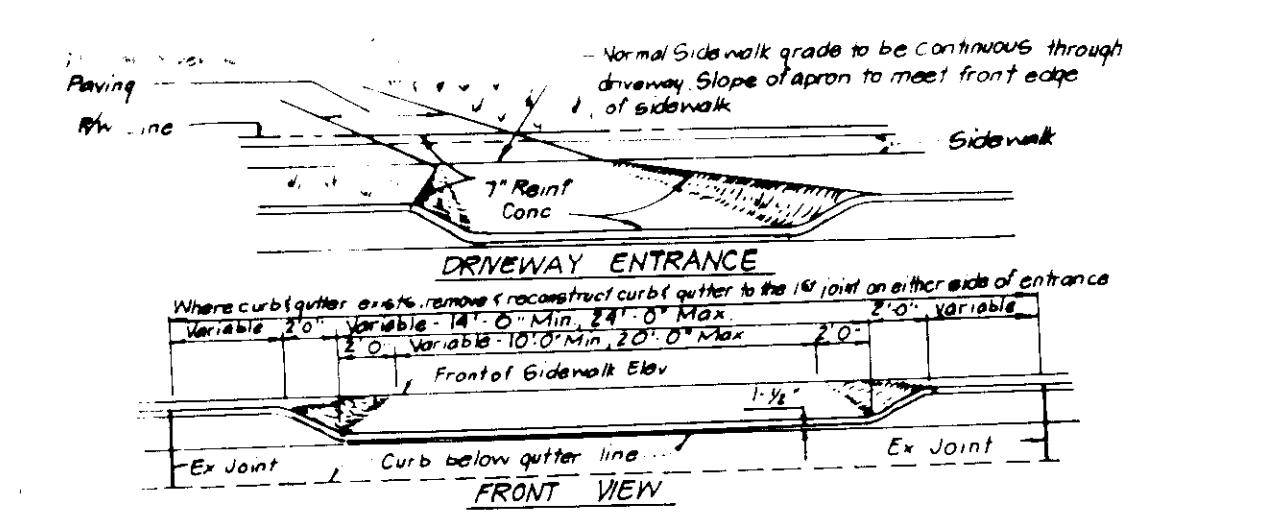 Normal Sidewalk grade to be continuous through
driveway. Slope of apron to meet front edge
of sidewalk
Paving
R/W Line
Sidewalk
7" Reinf
Conc
DRIVEWAY ENTRANCE
Where curb & gutter exists, remove & reconstruct curb & gutter to the 1st joint on either side of entrance
Variable 2'0" Variable - 14'-0" Min, 24'-0" Max. 2'-0" Variable
2'0" Variable - 10'0" Min, 20'-0" Max 2'0"
Front of Sidewalk Elev
1-1/2"
Ex Joint
Curb below gutter line
Ex Joint
FRONT VIEW